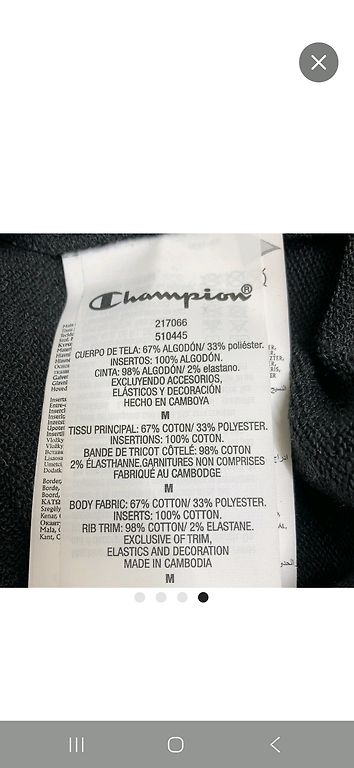 Champion®
217066
510445
CUERPO DE TELA: 67% ALGODÓN/ 33% poliéster.
INSERTOS: 100% ALGODÓN.
CINTA: 98% ALGODÓN/ 2% elastano.
EXCLUYENDO ACCESORIOS,
ELÁSTICOS Y DECORACIÓN
HECHO EN CAMBOYA
M
TISSU PRINCIPAL: 67% COTON/ 33% POLYESTER.
INSERTIONS: 100% COTON.
BANDE DE TRICOT CÔTELÉ: 98% COTON
2% ÉLASTHANNE.GARNITURES NON COMPRISES
FABRIQUÉ AU CAMBODGE
M
BODY FABRIC: 67% COTTON/ 33% POLYESTER.
INSERTS: 100% COTTON.
RIB TRIM: 98% COTTON/ 2% ELASTANE.
EXCLUSIVE OF TRIM,
ELASTICS AND DECORATION
MADE IN CAMBODIA
M